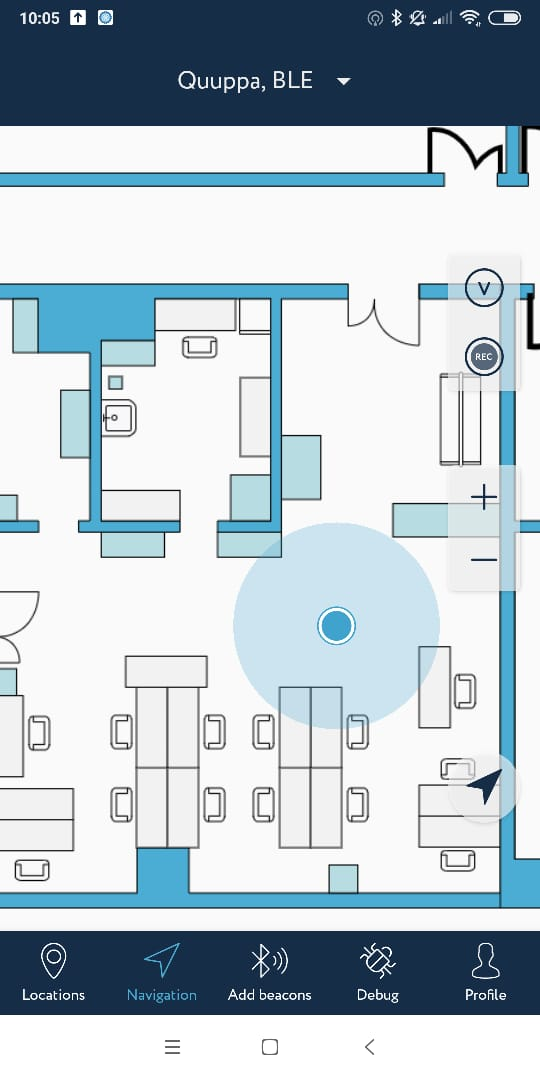 10:05
Quuppa, BLE
V
REC
Locations
Navigation
Add beacons
Debug
Profile